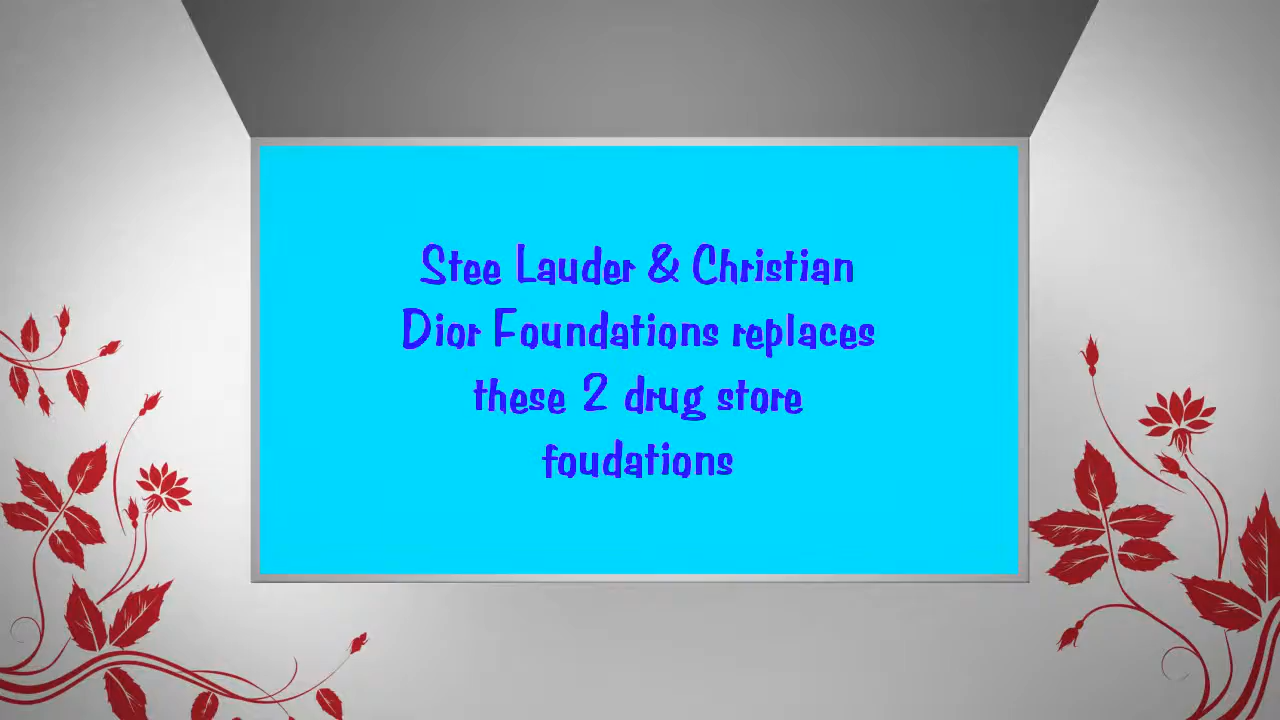 Stee Lauder & Christian
Dior Foundations replaces
these 2 drug store
foudations